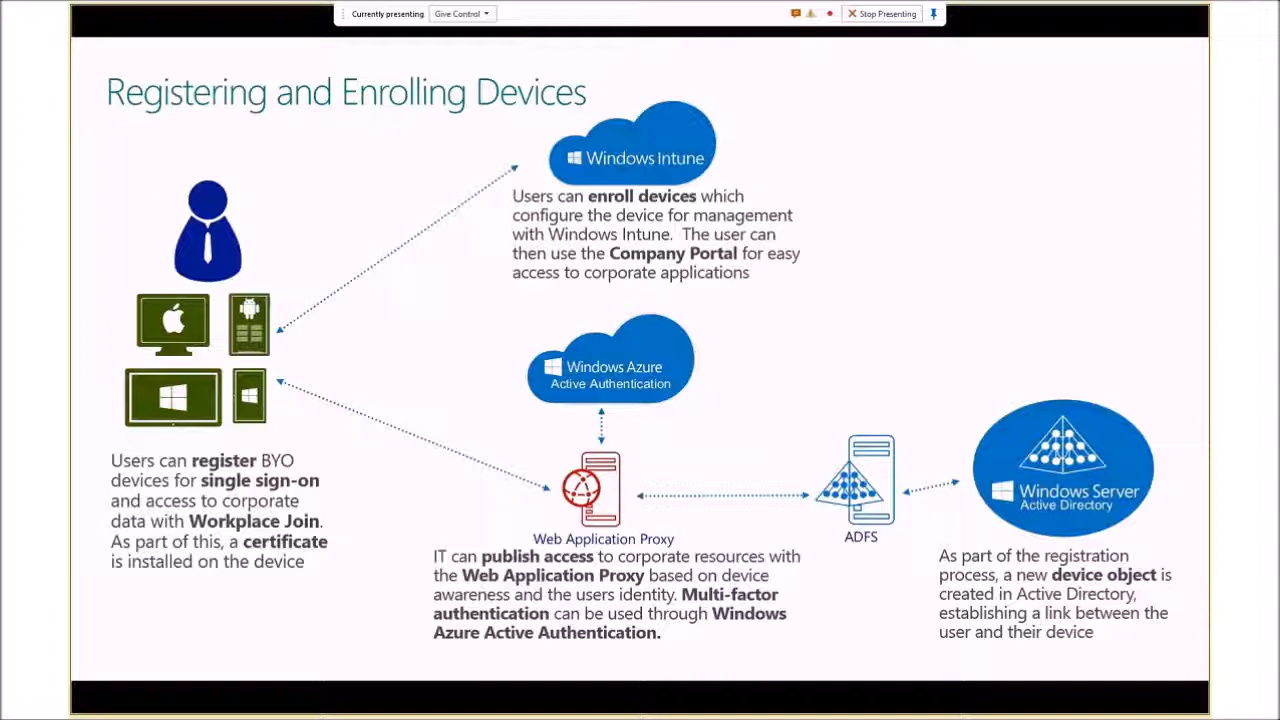 Currently presenting
Give Control
Stop Presenting
Registering and Enrolling Devices
Windows Intune
Users can enroll devices which
configure the device for management
with Windows Intune. The user can
then use the Company Portal for easy
access to corporate applications
Windows Azure
Active Authentication
Users can register BYO
devices for single sign-on
and access to corporate
data with Workplace Join.
As part of this, a certificate
is installed on the device
Web Application Proxy
IT can publish access to corporate resources with
the Web Application Proxy based on device
awareness and the users identity. Multi-factor
authentication can be used through Windows
Azure Active Authentication.
ADFS
Windows Server
Active Directory
As part of the registration
process, a new device object is
created in Active Directory,
establishing a link between the
user and their device